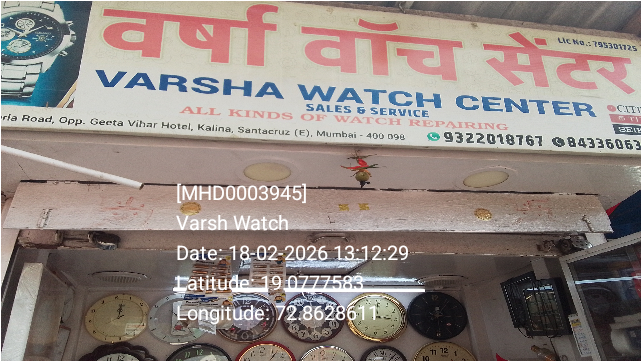 Lic No.: 795301725
वर्षा वॉच सेंटर
VARSHA WATCH CENTER
SALES & SERVICE
ALL KINDS OF WATCH REPAIRING
rla Road, Opp. Geeta Vihar Hotel, Kalina, Santacruz (E), Mumbai - 400 098
9322018767
84336063
[MHD0003945]
Varsh Watch
Date: 18-02-2026 13:12:29
Latitude: 19.0777583
Longitude: 72.8628611